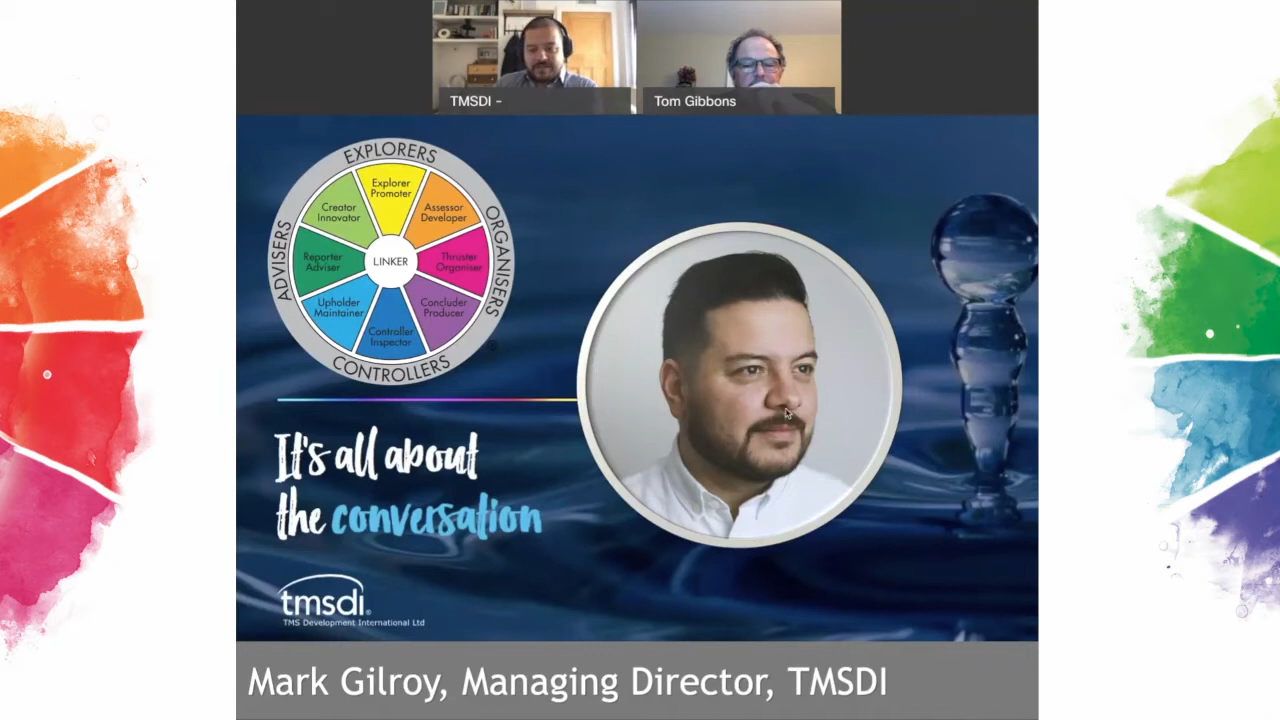 TMSDI -
Tom Gibbons
EXPLORERS
ORGANISERS
CONTROLLERS
ADVISERS
Explorer
Promoter
Assessor
Developer
Thruster
Organiser
Concluder
Producer
Controller
Inspector
Upholder
Maintainer
Reporter
Adviser
Creator
Innovator
LINKER
It's all about
the conversation
tmsdi®
TMS Development International Ltd
Mark Gilroy, Managing Director, TMSDI